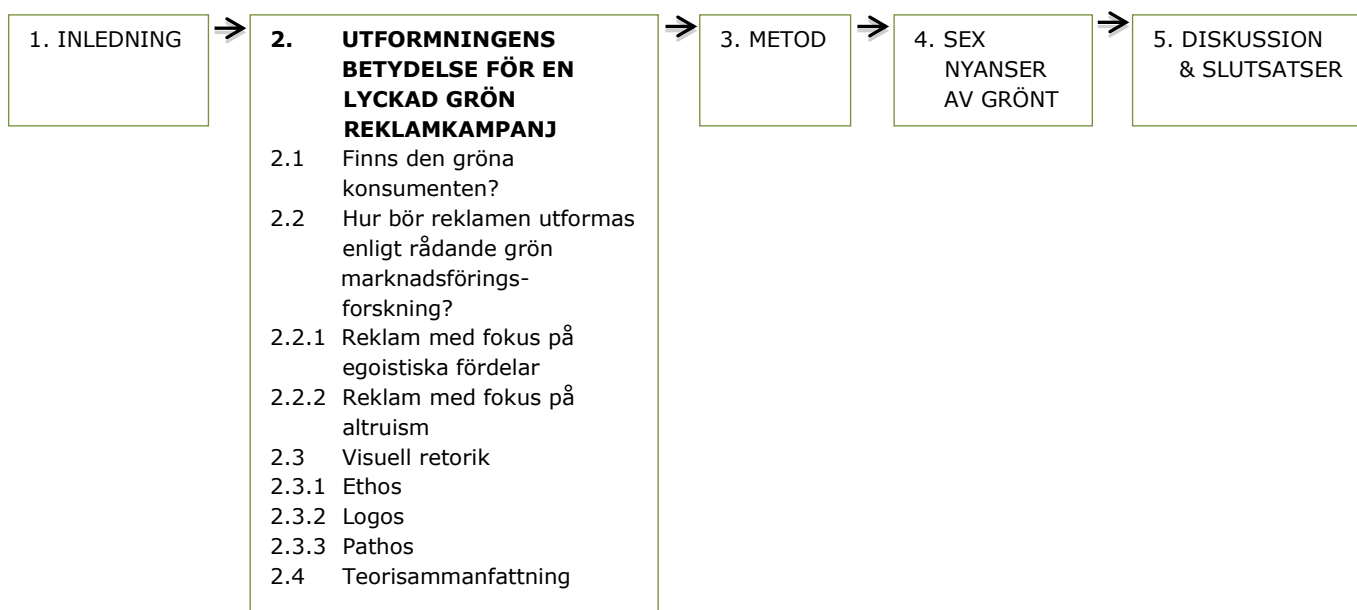 1. INLEDNING
2. UTFORMNINGENS
BETYDELSE FÖR EN
LYCKAD GRÖN
REKLAMKAMPANJ
2.1 Finns den gröna
konsumenten?
2.2 Hur bör reklamen utformas
enligt rådande grön
marknadsförings-
forskning?
2.2.1 Reklam med fokus på
egoistiska fördelar
2.2.2 Reklam med fokus på
altruism
2.3 Visuell retorik
2.3.1 Ethos
2.3.2 Logos
2.3.3 Pathos
2.4 Teorisammanfattning
3. METOD
4. SEX
NYANSER
AV GRÖNT
5. DISKUSSION
& SLUTSATSER